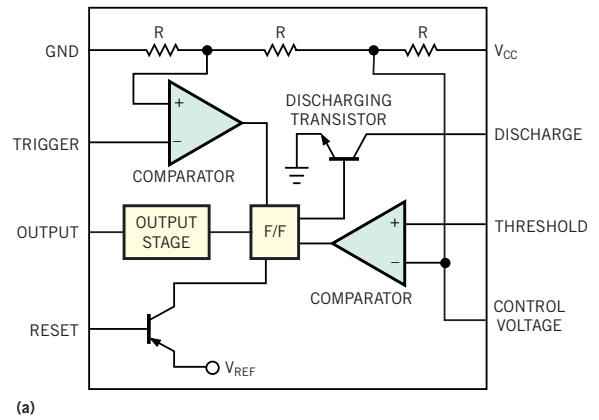 R R R
GND VCC
DISCHARGING
TRANSISTOR
+
−
TRIGGER
DISCHARGE
COMPARATOR
OUTPUT
OUTPUT
STAGE
F/F
+
−
THRESHOLD
COMPARATOR
CONTROL
VOLTAGE
RESET
VREF
(a)